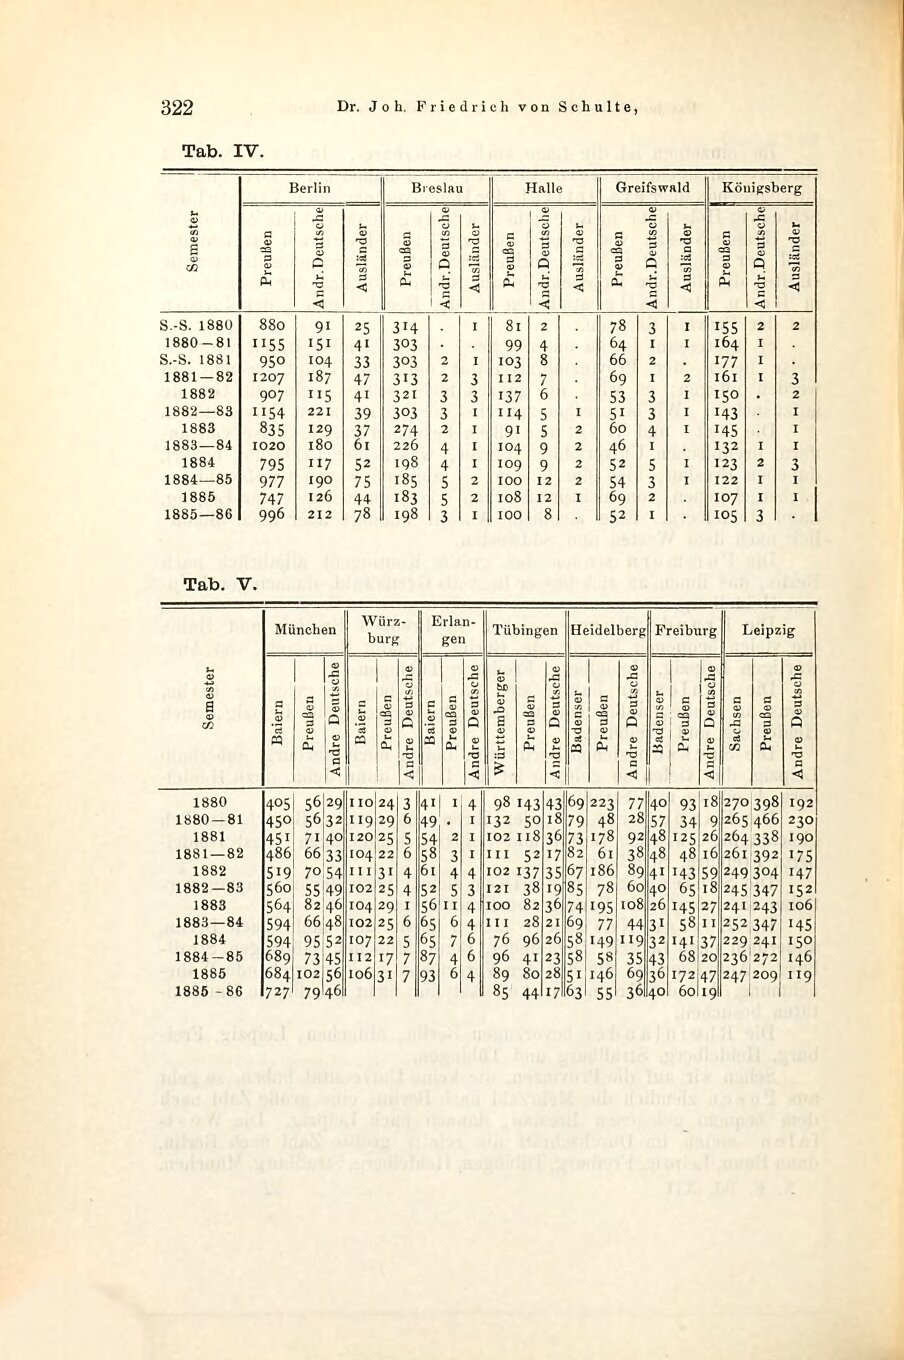 322 Dr. Joh. Friedrich von Schulte,
Tab. IV.
Semester Berlin Breslau Halle Greifswald Königsberg
Preußen Andr. Deutsche Ausländer Preußen Andr. Deutsche Ausländer Preußen Andr. Deutsche Ausländer Preußen Andr. Deutsche Ausländer Preußen Andr. Deutsche Ausländer
S.-S. 1880 880 91 25 314 . 1 81 2 . 78 3 1 155 2 2
1880—81 1155 151 41 303 . . 99 4 . 64 1 1 164 1 .
S.-S. 1881 950 104 33 303 2 1 103 8 . 66 2 . 177 1 .
1881—82 1207 187 47 313 2 3 112 7 . 69 1 2 161 1 3
1882 907 115 41 321 3 3 137 6 . 53 3 1 150 . 2
1882—83 1154 221 39 303 3 1 114 5 1 51 3 1 143 . 1
1883 835 129 37 274 2 1 91 5 2 60 4 1 145 . 1
1883—84 1020 180 61 226 4 1 104 9 2 46 1 . 132 1 1
1884 795 117 52 198 4 1 109 9 2 52 5 1 123 2 3
1884—85 977 190 75 185 5 2 100 12 2 54 3 1 122 1 1
1885 747 126 44 183 5 2 108 12 1 69 2 . 107 1 1
1885—86 996 212 78 198 3 1 100 8 . 52 1 . 105 3 .
Tab. V.
Semester München Würzburg Erlangen Tübingen Heidelberg Freiburg Leipzig
Baiern Preußen Andre Deutsche Baiern Preußen Andre Deutsche Baiern Preußen Andre Deutsche Württemberger Preußen Andre Deutsche Badenser Preußen Andre Deutsche Badenser Preußen Andre Deutsche Sachsen Preußen Andre Deutsche
1880 405 56 29 110 24 3 41 1 4 98 143 43 69 223 77 40 93 18 270 398 192
1880—81 450 56 32 119 29 6 49 . 1 132 50 18 79 48 28 57 34 9 265 466 230
1881 451 71 40 120 25 5 54 2 1 102 118 36 73 178 92 48 125 26 264 338 190
1881—82 486 66 33 104 22 6 58 3 1 111 52 17 82 61 38 48 48 16 261 392 175
1882 519 70 54 111 31 4 61 4 4 102 137 35 67 186 89 41 143 59 249 304 147
1882—83 560 55 49 102 25 4 52 5 3 121 38 19 85 78 60 40 65 18 245 347 152
1883 564 82 46 104 29 1 56 11 4 100 82 36 74 195 108 26 145 27 241 243 106
1883—84 594 66 48 102 25 6 65 6 4 111 28 21 69 77 44 31 58 11 252 347 145
1884 594 95 52 107 22 5 65 7 6 76 96 26 58 149 119 32 141 37 229 241 150
1884—85 689 73 45 112 17 7 87 4 6 96 41 23 58 58 35 43 68 20 236 272 146
1885 684 102 56 106 31 7 93 6 4 89 80 28 51 146 69 36 172 47 247 209 119
1885-86 727 79 46 85 44 17 63 55 36 40 60 19